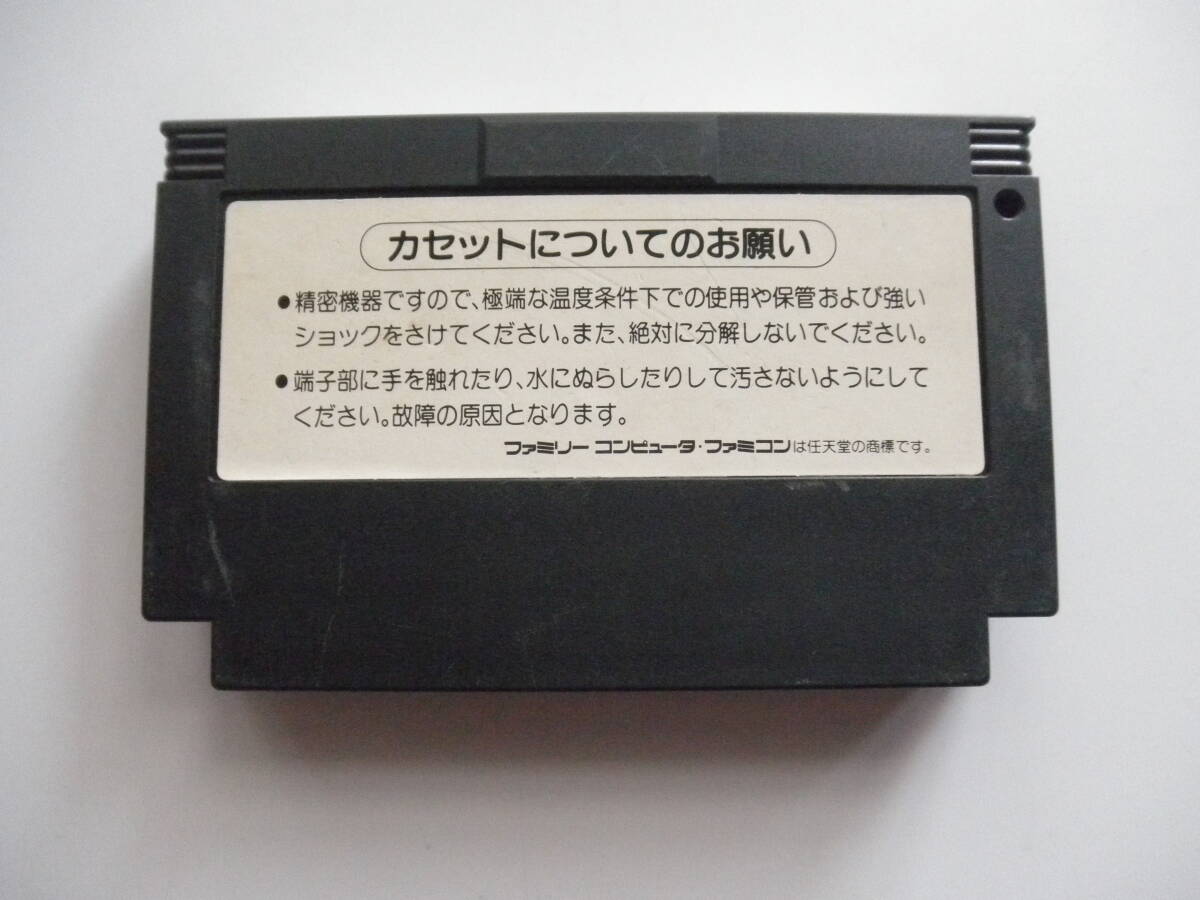 カセットについてのお願い
●精密機器ですので、極端な温度条件下での使用や保管および強い
ショックをさけてください。また、絶対に分解しないでください。
●端子部に手を触れたり、水にぬらしたりして汚さないようにして
ください。故障の原因となります。
ファミリー コンピュータ・ファミコンは任天堂の商標です。